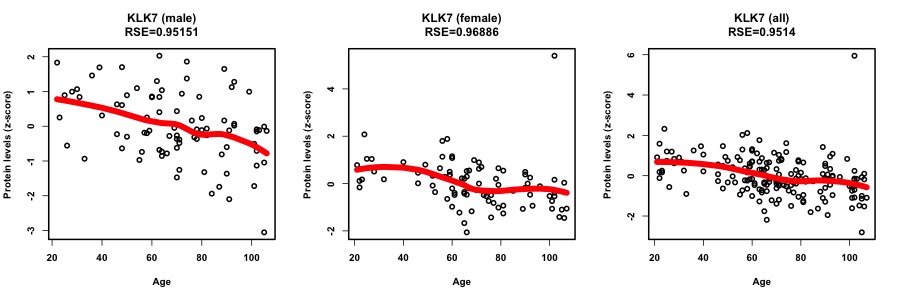 KLK7 (male)
RSE=0.95151
Protein levels (z-score)
2
1
0
-1
-2
-3
20 40 60 80 100
Age
KLK7 (female)
RSE=0.96886
Protein levels (z-score)
4
2
0
-2
20 40 60 80 100
Age
KLK7 (all)
RSE=0.9514
Protein levels (z-score)
6
4
2
0
-2
20 40 60 80 100
Age